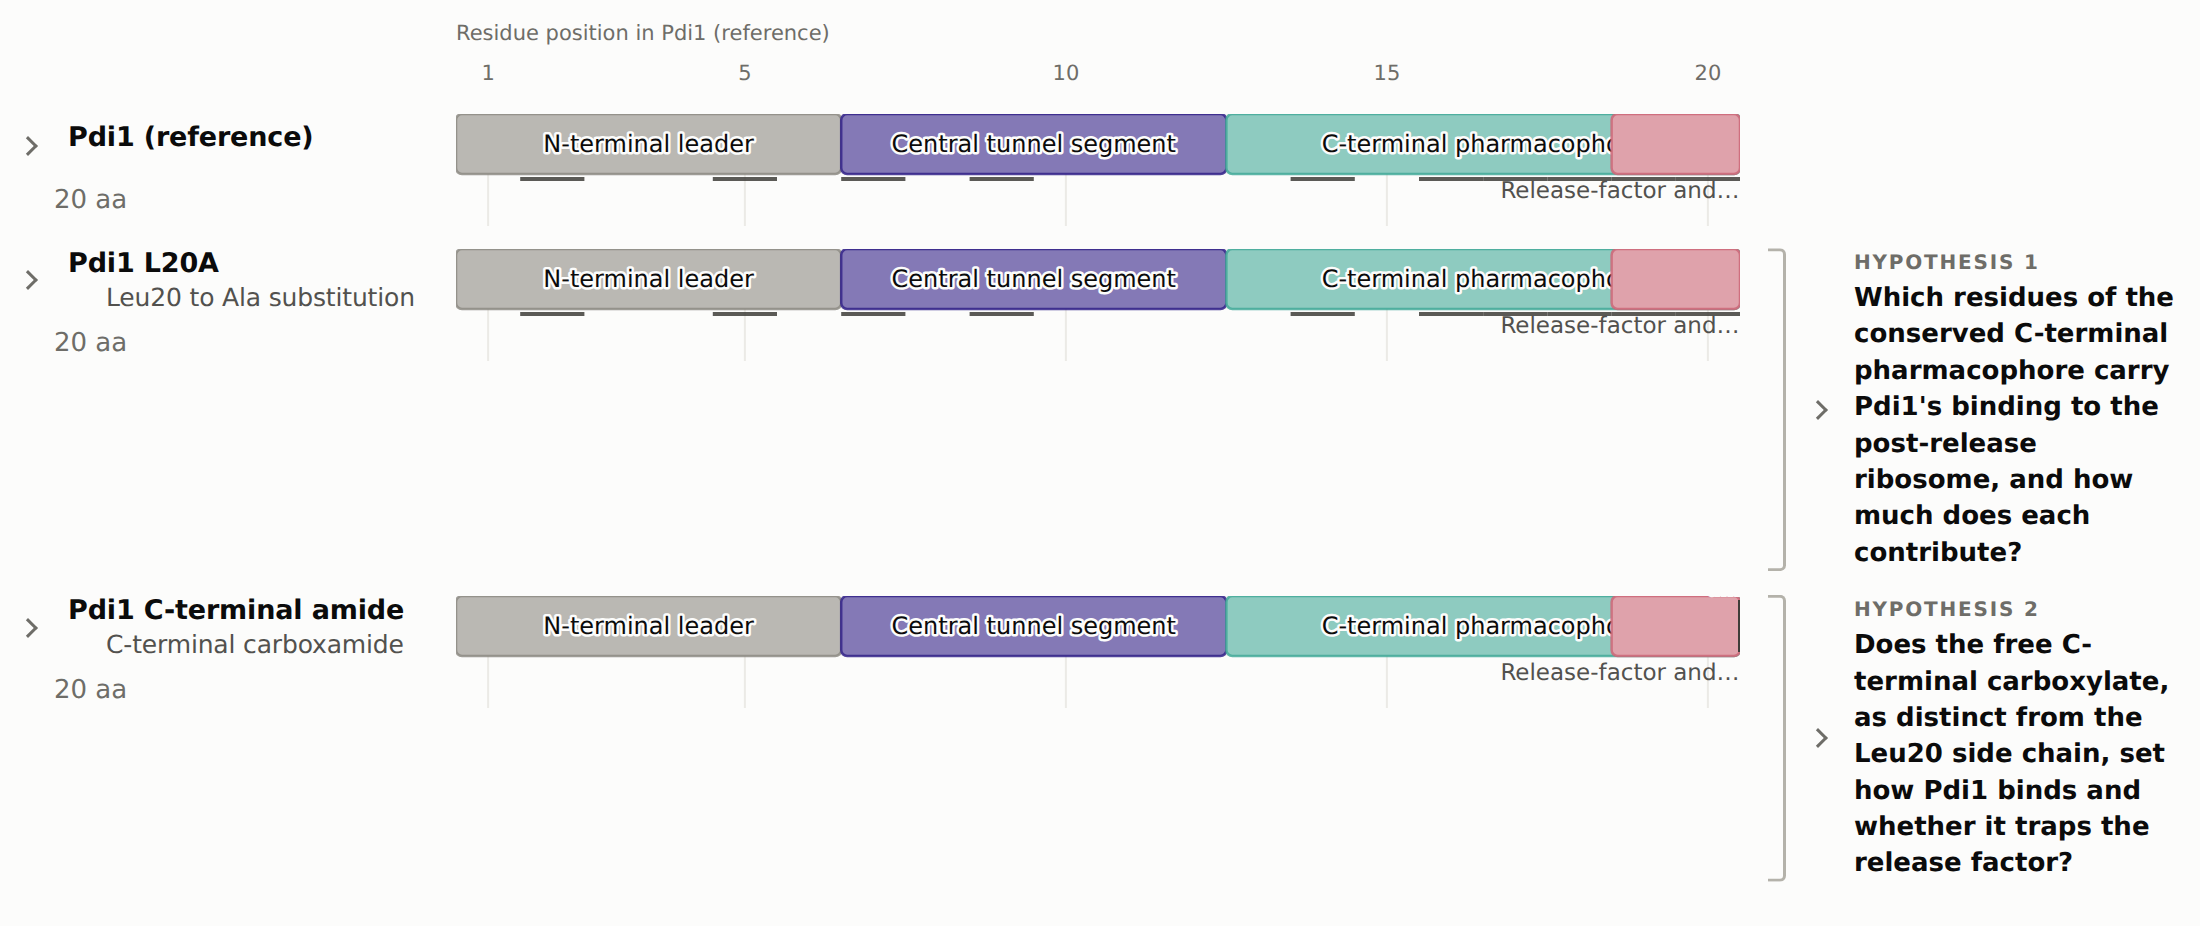 Residue position in Pdi1 (reference)
1 5 10 15 20
Pdi1 (reference)
20 aa
N-terminal leader
Central tunnel segment
C-terminal pharmacopho
Release-factor and…
Pdi1 L20A
Leu20 to Ala substitution
20 aa
N-terminal leader
Central tunnel segment
C-terminal pharmacopho
Release-factor and…
HYPOTHESIS 1
Which residues of the
conserved C-terminal
pharmacophore carry
Pdi1's binding to the
post-release
ribosome, and how
much does each
contribute?
Pdi1 C-terminal amide
C-terminal carboxamide
20 aa
N-terminal leader
Central tunnel segment
C-terminal pharmacopho
Release-factor and…
HYPOTHESIS 2
Does the free C-
terminal carboxylate,
as distinct from the
Leu20 side chain, set
how Pdi1 binds and
whether it traps the
release factor?